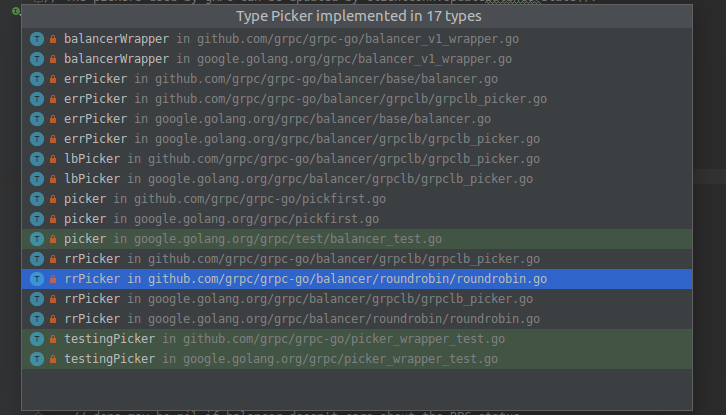 Type Picker implemented in 17 types
balancerWrapper in github.com/grpc/grpc-go/balancer_v1_wrapper.go
balancerWrapper in google.golang.org/grpc/balancer_v1_wrapper.go
errPicker in github.com/grpc/grpc-go/balancer/base/balancer.go
errPicker in github.com/grpc/grpc-go/balancer/grpclb/grpclb_picker.go
errPicker in google.golang.org/grpc/balancer/base/balancer.go
errPicker in google.golang.org/grpc/balancer/grpclb/grpclb_picker.go
lbPicker in github.com/grpc/grpc-go/balancer/grpclb/grpclb_picker.go
lbPicker in google.golang.org/grpc/balancer/grpclb/grpclb_picker.go
picker in github.com/grpc/grpc-go/pickfirst.go
picker in google.golang.org/grpc/pickfirst.go
picker in google.golang.org/grpc/test/balancer_test.go
rrPicker in github.com/grpc/grpc-go/balancer/grpclb/grpclb_picker.go
rrPicker in github.com/grpc/grpc-go/balancer/roundrobin/roundrobin.go
rrPicker in google.golang.org/grpc/balancer/grpclb/grpclb_picker.go
rrPicker in google.golang.org/grpc/balancer/roundrobin/roundrobin.go
testingPicker in github.com/grpc/grpc-go/picker_wrapper_test.go
testingPicker in google.golang.org/grpc/picker_wrapper_test.go